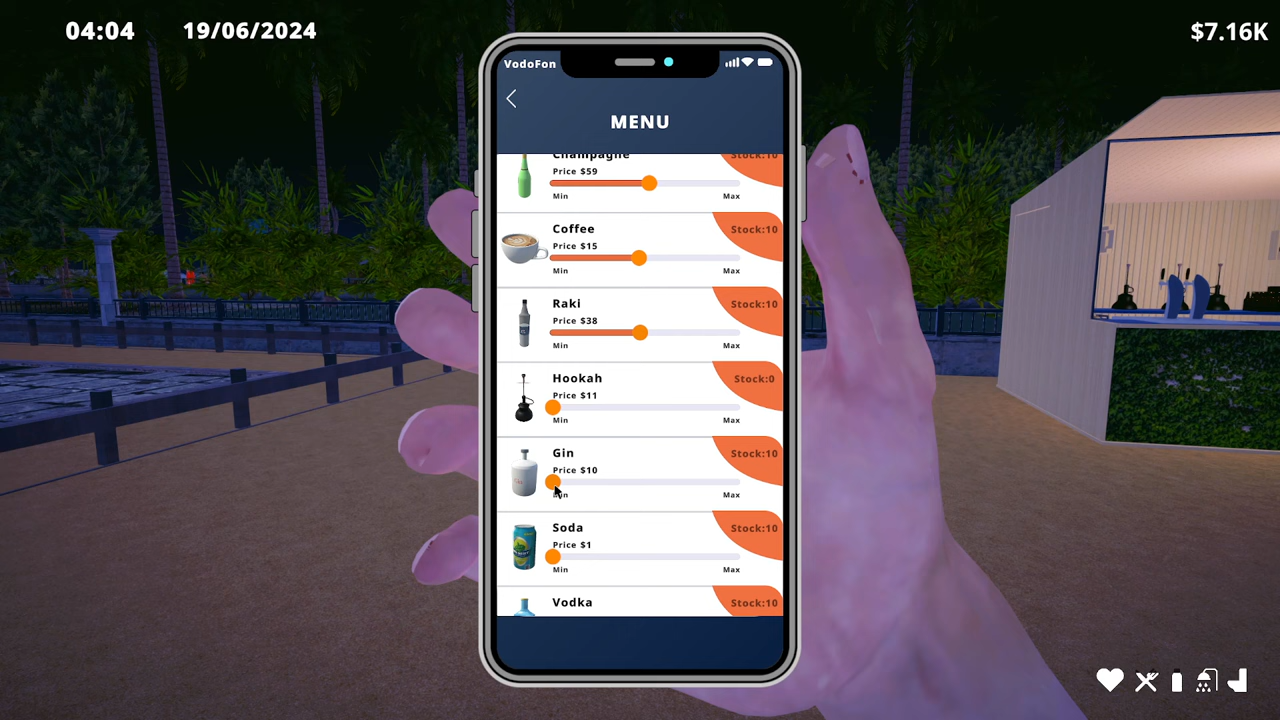 04:04 19/06/2024 $7.16K
VodoFon
MENU
Champagne Stock:10
Price $59
Min Max
Coffee Stock:10
Price $15
Min Max
Raki Stock:10
Price $38
Min Max
Hookah Stock:0
Price $11
Min Max
Gin Stock:10
Price $10
Min Max
Soda Stock:10
Price $1
Min Max
Vodka Stock:10